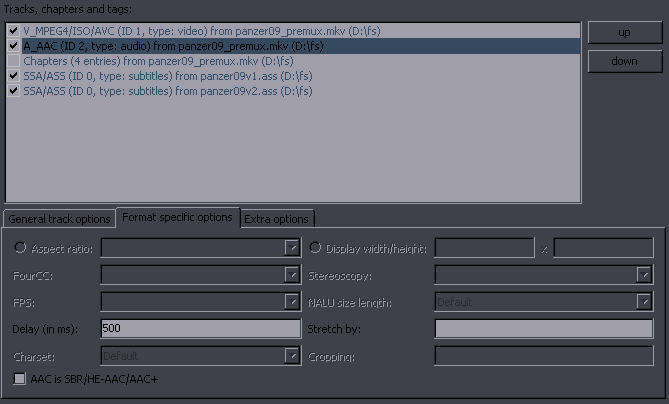 Tracks, chapters and tags:
V_MPEG4/ISO/AVC (ID 1, type: video) from panzer09_premux.mkv (D:\fs)
A_AAC (ID 2, type: audio) from panzer09_premux.mkv (D:\fs)
Chapters (4 entries) from panzer09_premux.mkv (D:\fs)
SSA/ASS (ID 0, type: subtitles) from panzer09v1.ass (D:\fs)
SSA/ASS (ID 0, type: subtitles) from panzer09v2.ass (D:\fs)
up
down
General track options Format specific options Extra options
Aspect ratio: Display width/height: x
FourCC: Stereoscopy:
FPS: NALU size length: Default
Delay (in ms): 500 Stretch by:
Charset: Default Cropping:
AAC is SBR/HE-AAC/AAC+